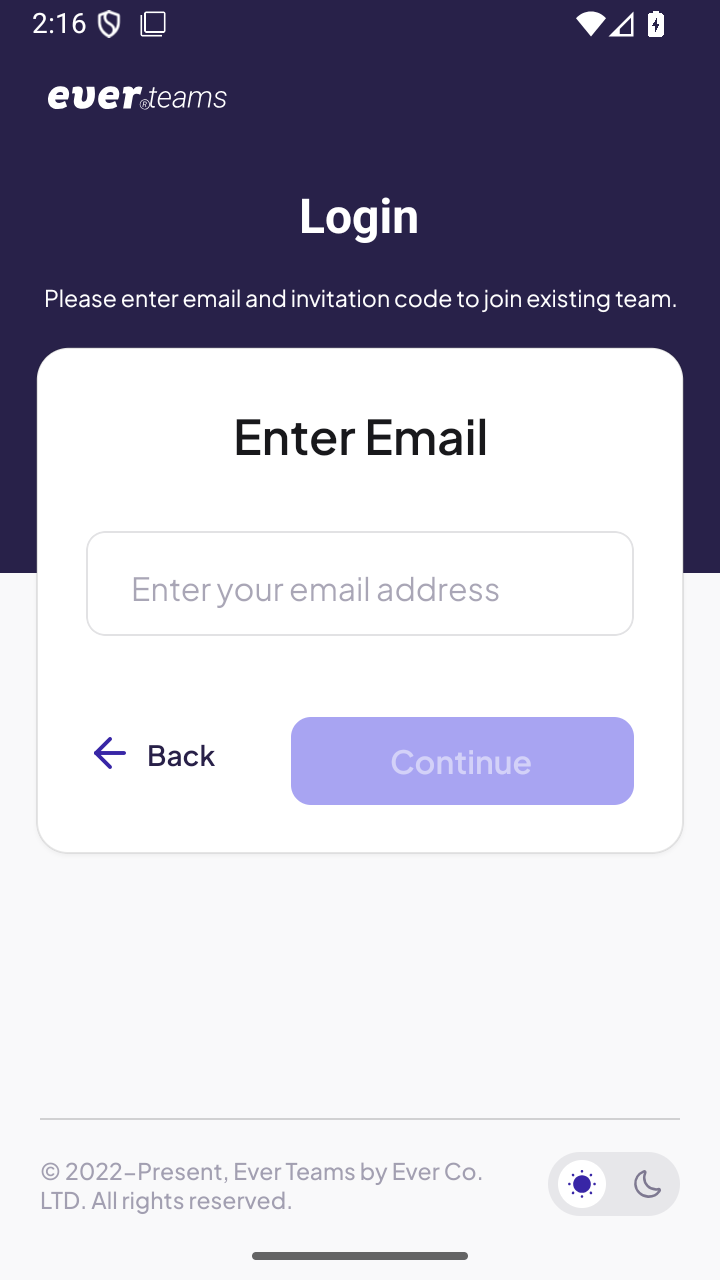 2:16
ever® teams
Login
Please enter email and invitation code to join existing team.
Enter Email
Enter your email address
Back
Continue
© 2022–Present, Ever Teams by Ever Co.
LTD. All rights reserved.